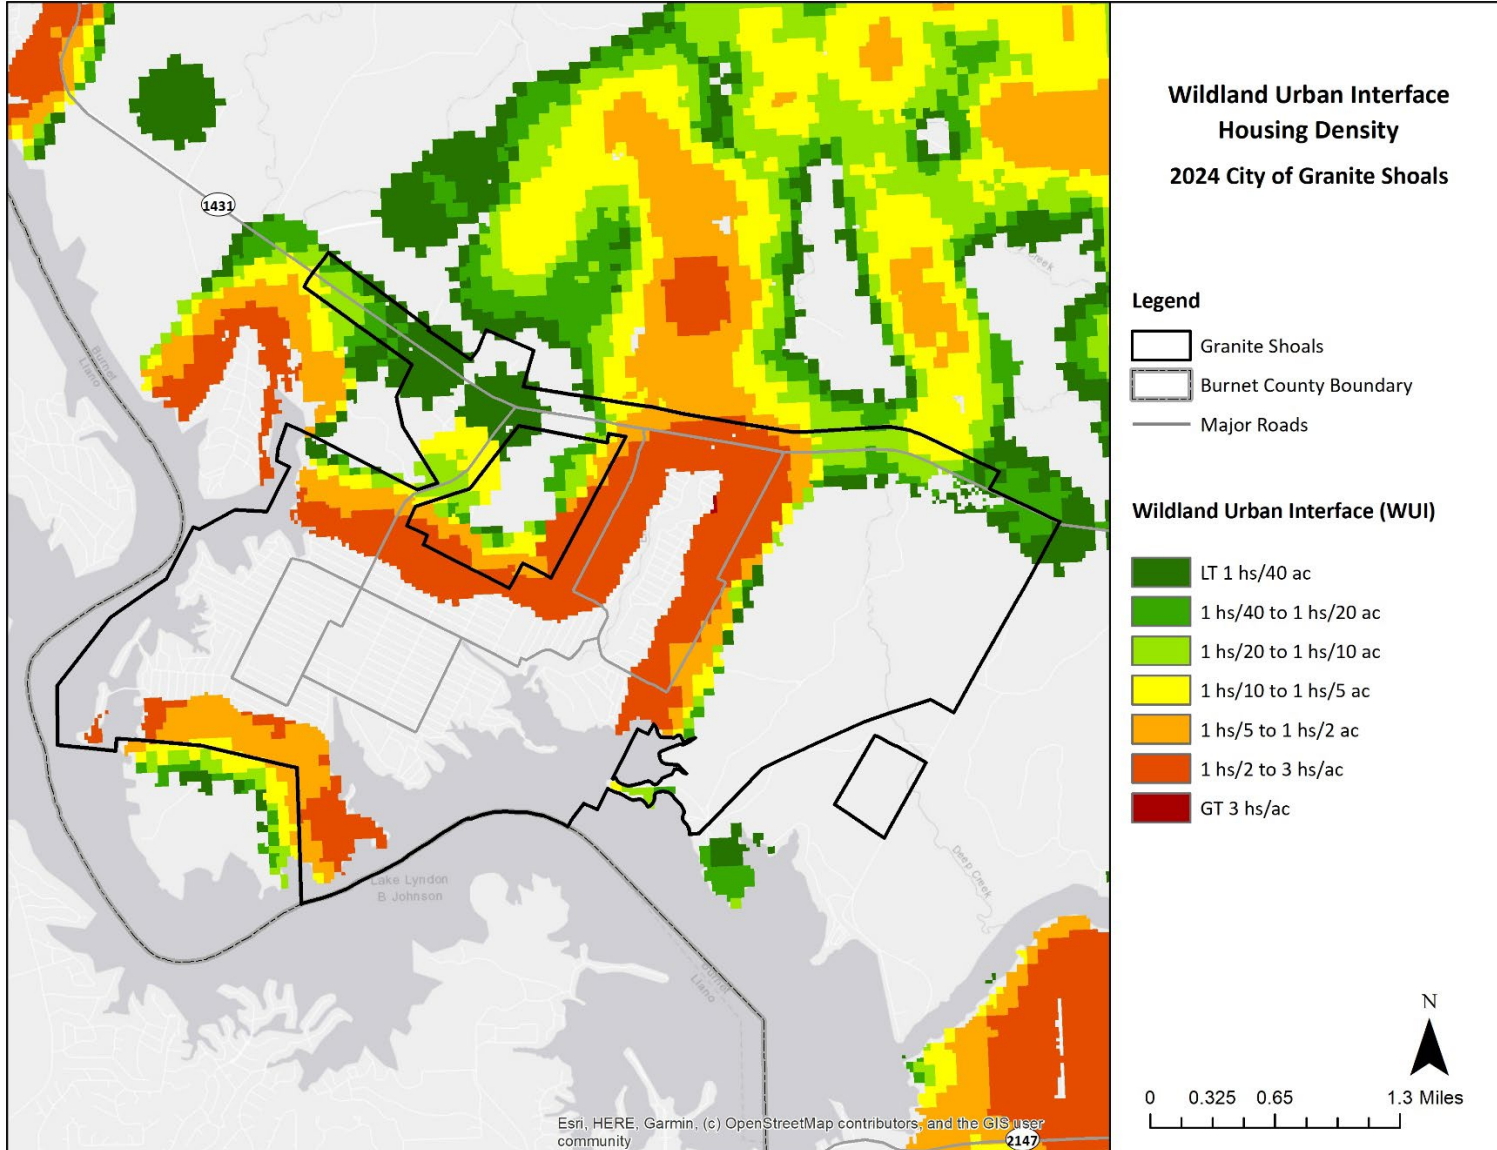 Wildland Urban Interface
Housing Density
2024 City of Granite Shoals
Legend
Granite Shoals
Burnet County Boundary
Major Roads
Wildland Urban Interface (WUI)
LT 1 hs/40 ac
1 hs/40 to 1 hs/20 ac
1 hs/20 to 1 hs/10 ac
1 hs/10 to 1 hs/5 ac
1 hs/5 to 1 hs/2 ac
1 hs/2 to 3 hs/ac
GT 3 hs/ac
N
0 0.325 0.65 1.3 Miles
1431
Burnet
Llano
Creek
Deep Creek
Lake Lyndon
B Johnson
Burnet
Llano
2147
Esri, HERE, Garmin, (c) OpenStreetMap contributors, and the GIS user
community